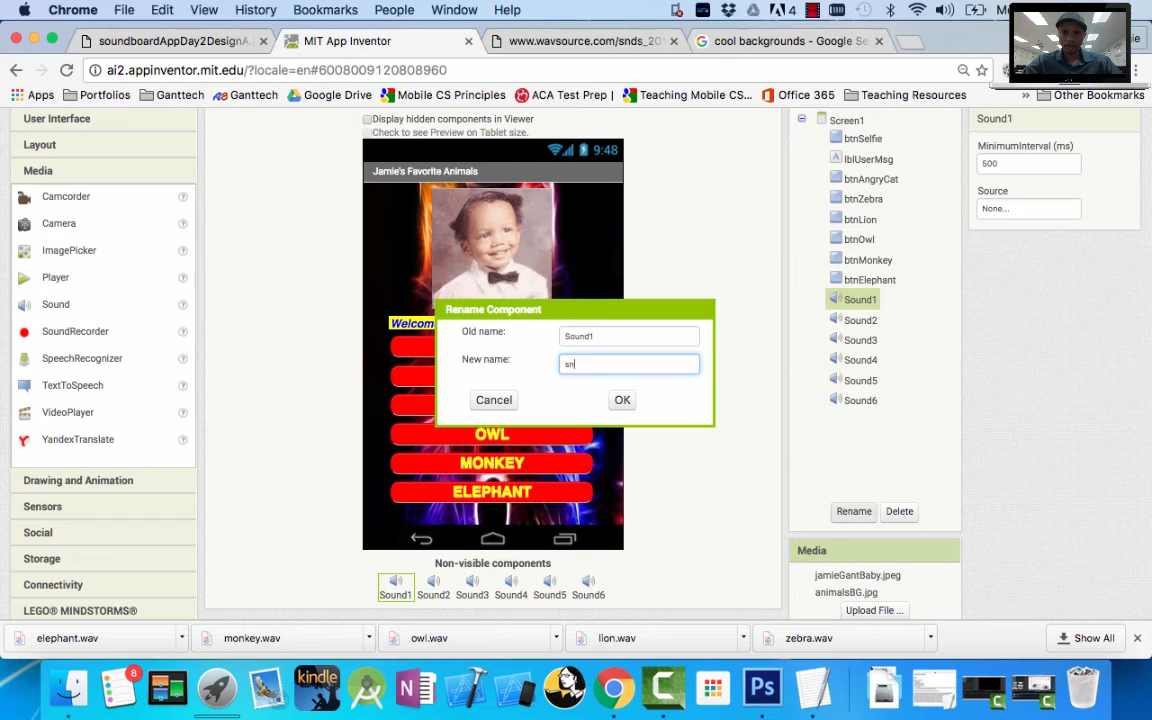 Chrome File Edit View History Bookmarks People Window Help
soundboardAppDay2DesignA
MIT App Inventor
www.wavsource.com/snds_20
cool backgrounds - Google Se
ai2.appinventor.mit.edu/?locale=en#6008009120808960
Apps Portfolios Ganttech Ganttech Google Drive Mobile CS Principles ACA Test Prep | Teaching Mobile CS... Office 365 Teaching Resources » Other Bookmarks
User Interface
Layout
Media
Camcorder
Camera
ImagePicker
Player
Sound
SoundRecorder
SpeechRecognizer
TextToSpeech
VideoPlayer
YandexTranslate
Drawing and Animation
Sensors
Social
Storage
Connectivity
LEGO® MINDSTORMS®
Display hidden components in Viewer
Check to see Preview on Tablet size.
9:48
Jamie's Favorite Animals
Welcom
OWL
MONKEY
ELEPHANT
Rename Component
Old name: Sound1
New name: sn
Cancel OK
Non-visible components
Sound1 Sound2 Sound3 Sound4 Sound5 Sound6
Screen1
btnSelfie
lblUserMsg
btnAngryCat
btnZebra
btnLion
btnOwl
btnMonkey
btnElephant
Sound1
Sound2
Sound3
Sound4
Sound5
Sound6
Rename Delete
Media
jamieGantBaby.jpeg
animalsBG.jpg
Upload File ...
Sound1
MinimumInterval (ms)
500
Source
None...
elephant.wav monkey.wav owl.wav lion.wav zebra.wav Show All
8
kindle
Ps